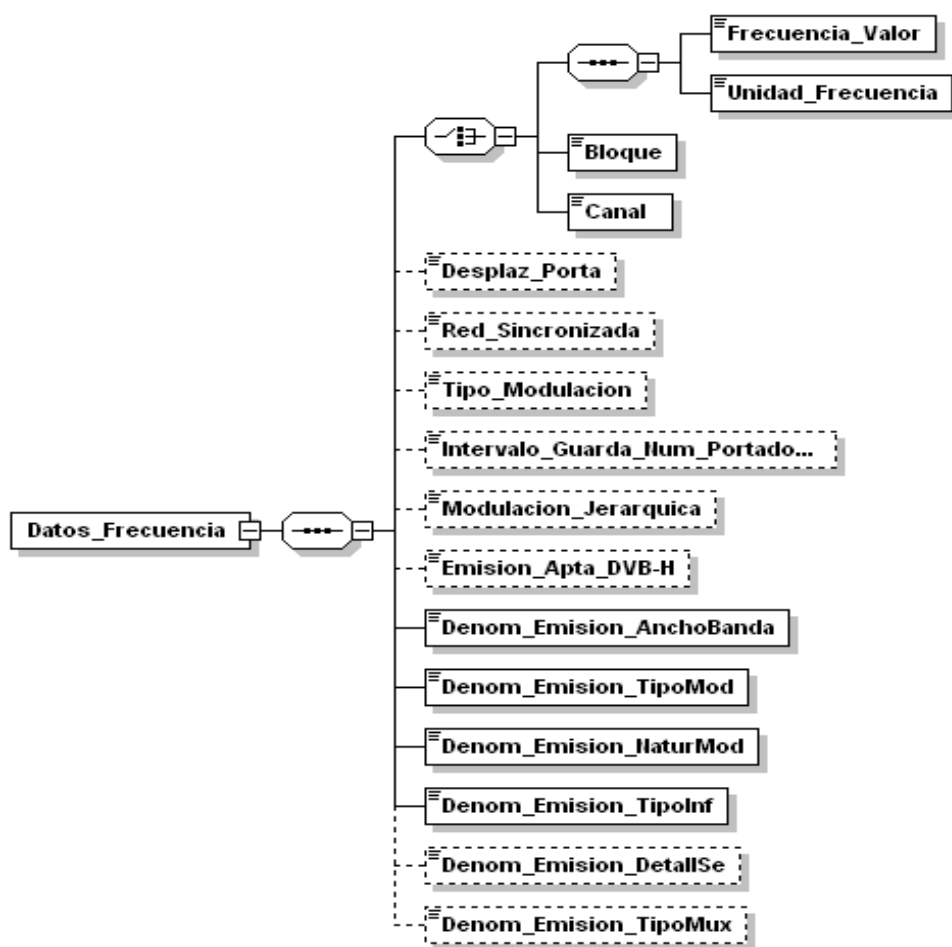 Frecuencia_Valor
Unidad_Frecuencia
Bloque
Canal
Desplaz_Porta
Red_Sincronizada
Tipo_Modulacion
Intervalo_Guarda_Num_Portado...
Modulacion_Jerarquica
Datos_Frecuencia
Emision_Apta_DVB-H
Denom_Emision_AnchoBanda
Denom_Emision_TipoMod
Denom_Emision_NaturMod
Denom_Emision_TipoInf
Denom_Emision_DetallSe
Denom_Emision_TipoMux